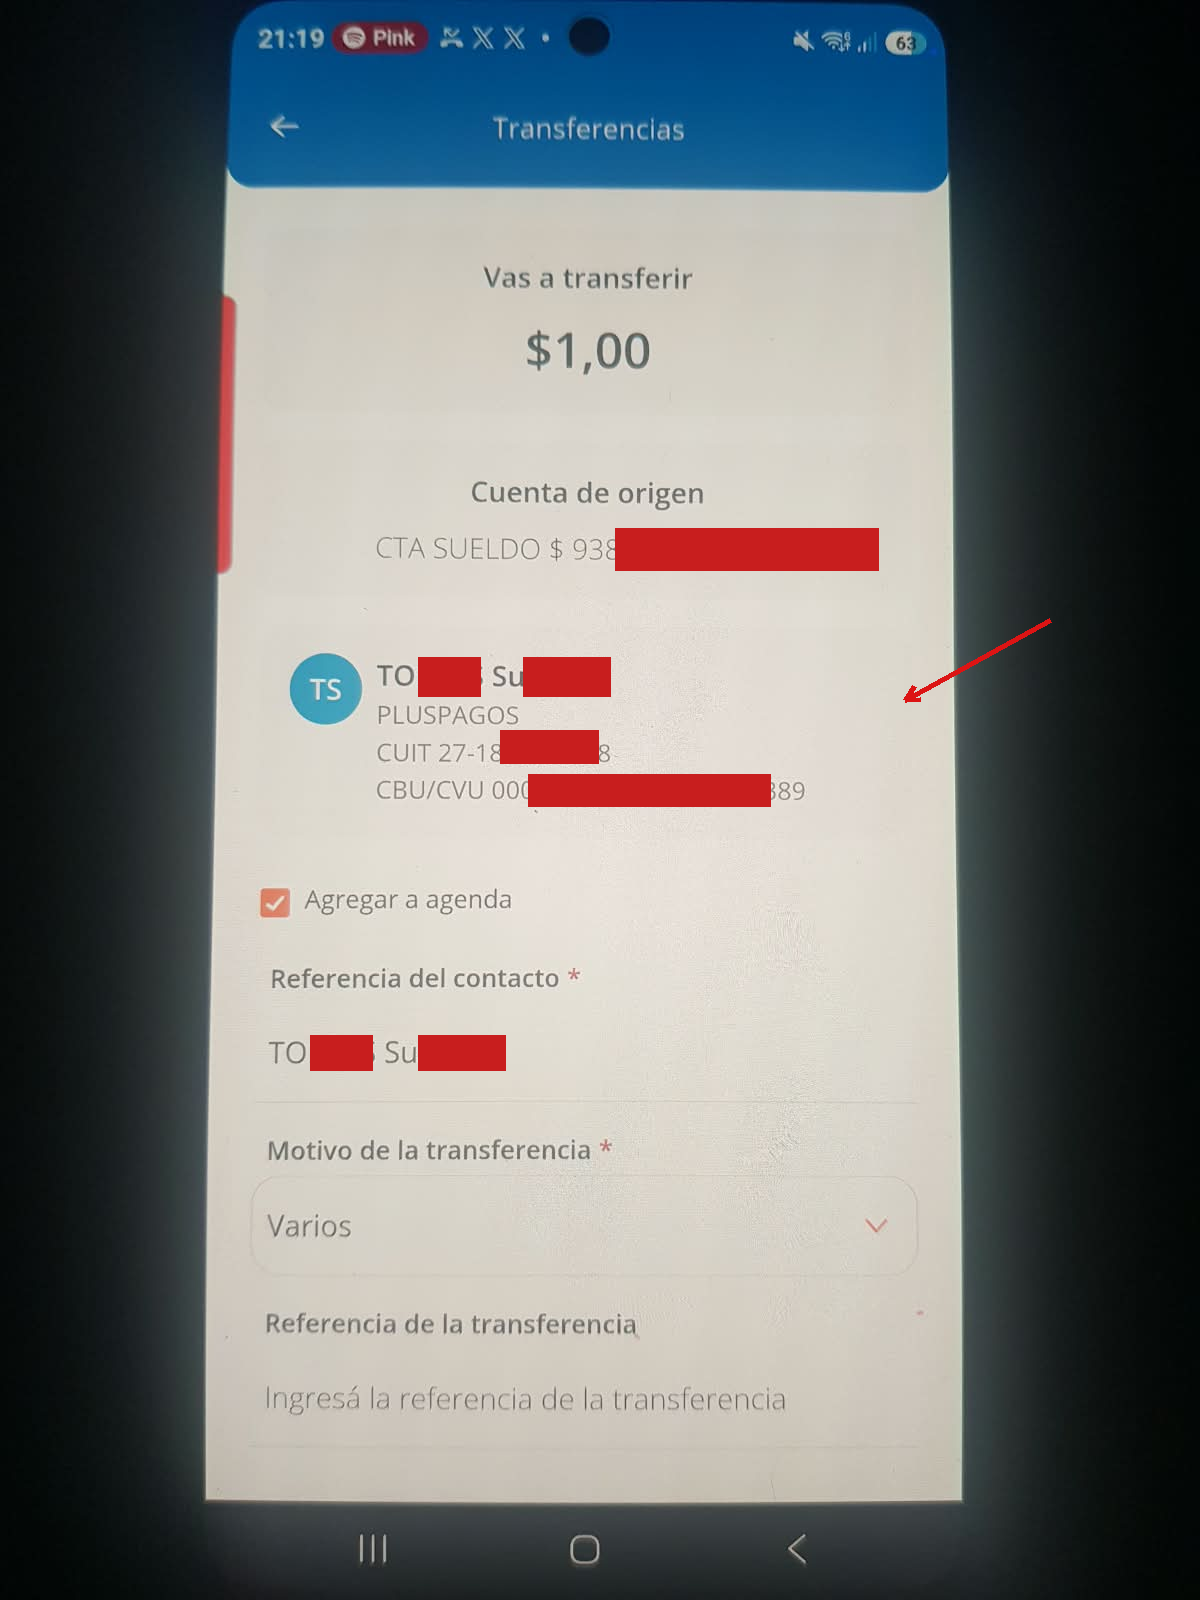 21:19 Pink 63
Transferencias
Vas a transferir
$1,00
Cuenta de origen
CTA SUELDO $ 938
TS
TO Su
PLUSPAGOS
CUIT 27-18 8
CBU/CVU 000 389
Agregar a agenda
Referencia del contacto *
TO Su
Motivo de la transferencia *
Varios
Referencia de la transferencia
Ingresá la referencia de la transferencia